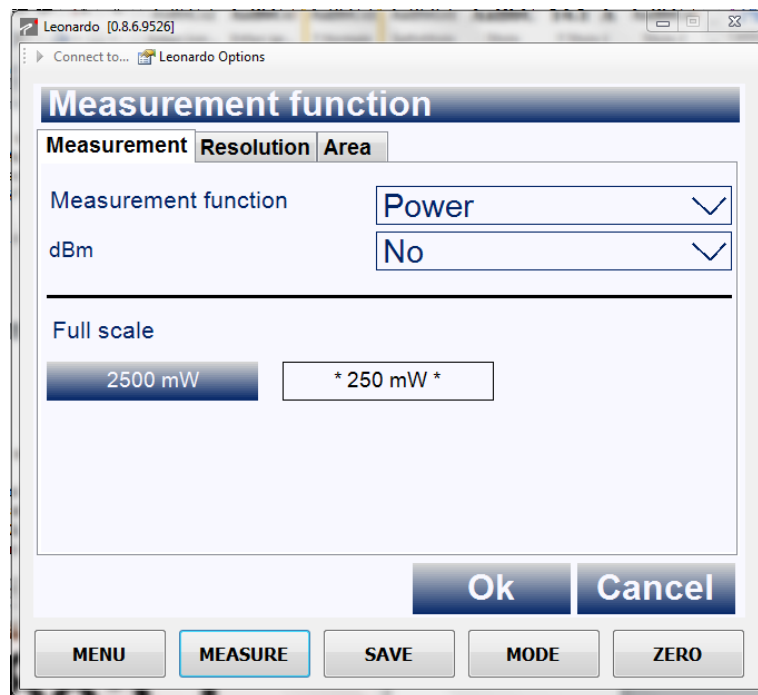 Leonardo [0.8.6.9526]
Connect to... Leonardo Options
Measurement function
Measurement Resolution Area
Measurement function Power
dBm No
Full scale
2500 mW * 250 mW *
Ok Cancel
MENU MEASURE SAVE MODE ZERO